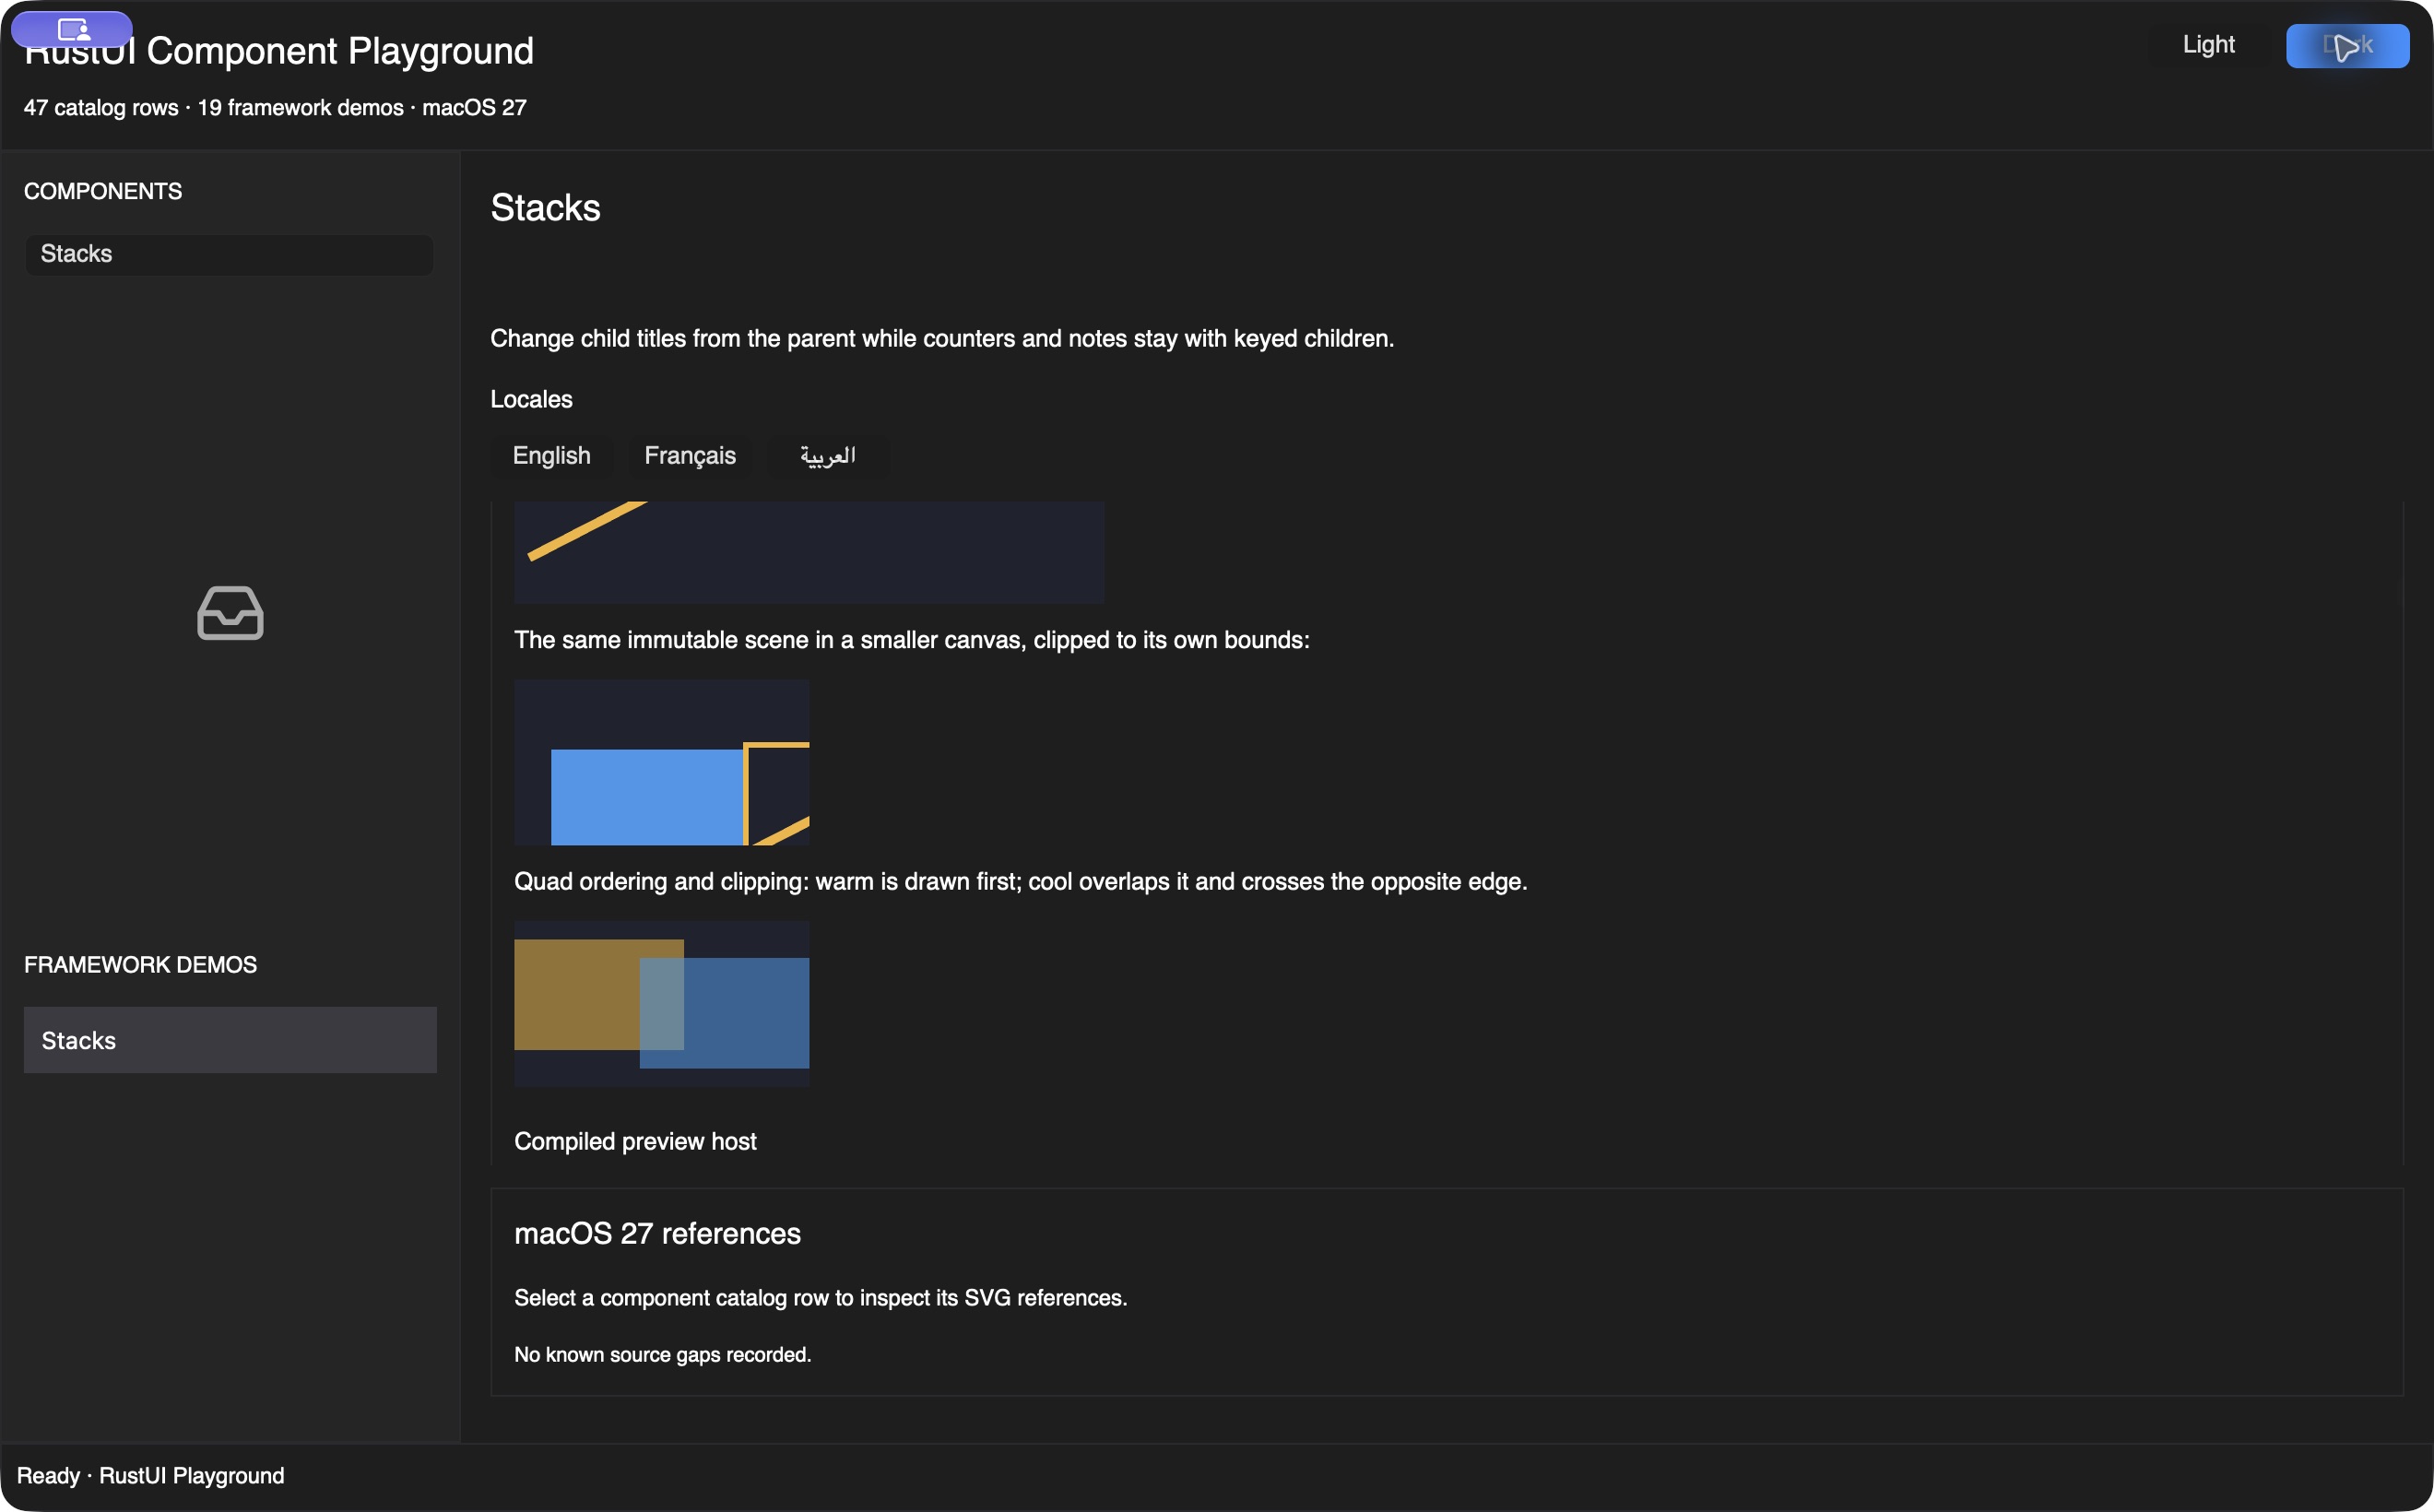 RustUI Component Playground
Light
47 catalog rows · 19 framework demos · macOS 27
COMPONENTS
Stacks
FRAMEWORK DEMOS
Stacks
Stacks
Change child titles from the parent while counters and notes stay with keyed children.
Locales
English
Français
العربية
The same immutable scene in a smaller canvas, clipped to its own bounds:
Quad ordering and clipping: warm is drawn first; cool overlaps it and crosses the opposite edge.
Compiled preview host
macOS 27 references
Select a component catalog row to inspect its SVG references.
No known source gaps recorded.
Ready · RustUI Playground